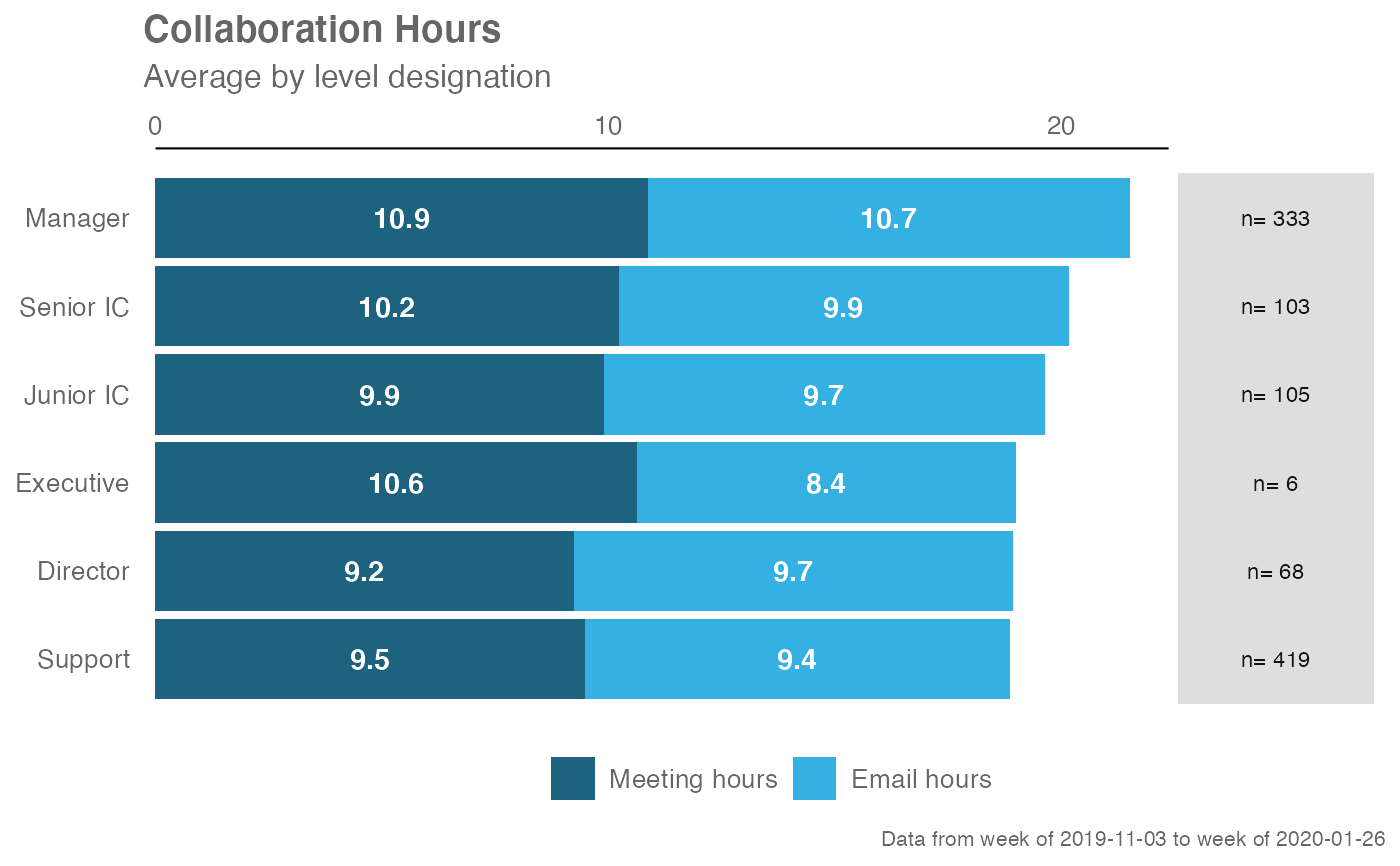 Collaboration Hours
Average by level designation
0 10 20
Manager 10.9 10.7 n= 333
Senior IC 10.2 9.9 n= 103
Junior IC 9.9 9.7 n= 105
Executive 10.6 8.4 n= 6
Director 9.2 9.7 n= 68
Support 9.5 9.4 n= 419
Meeting hours Email hours
Data from week of 2019-11-03 to week of 2020-01-26